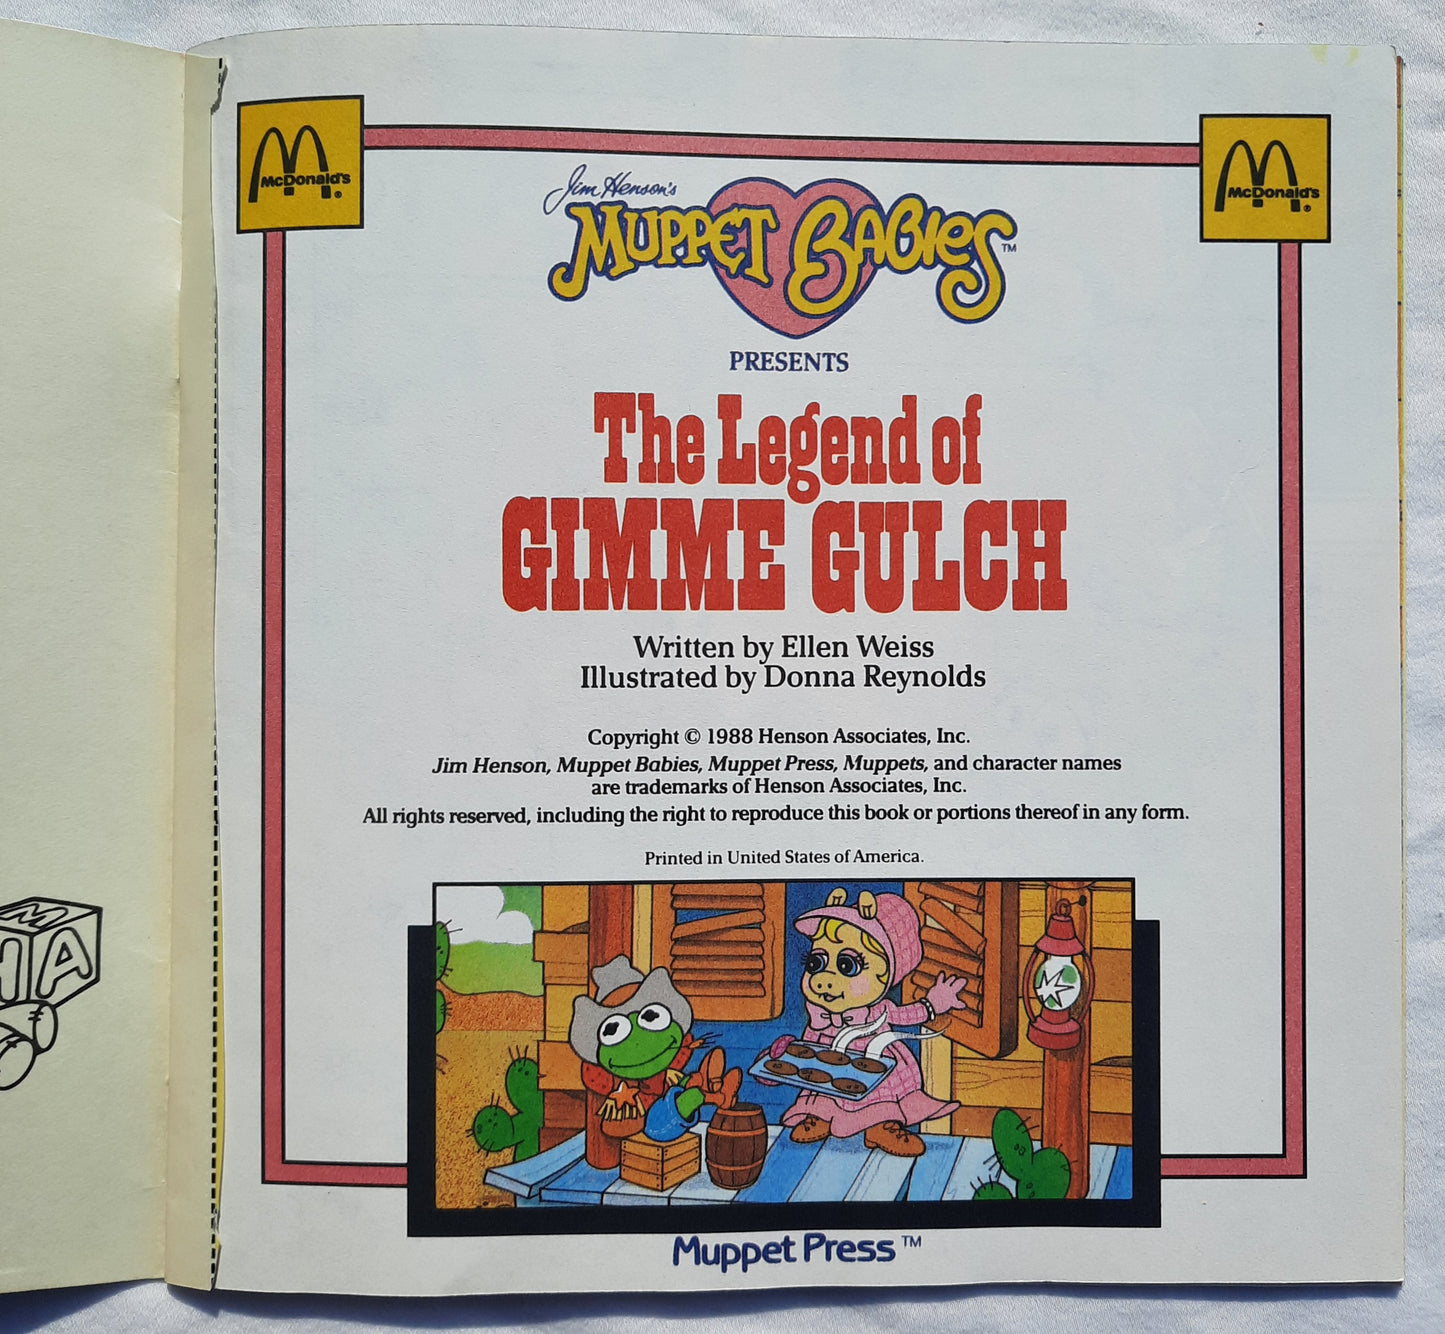 McDonald's ®
McDonald's ®
Jim Henson's
MUPPET BABIES™
PRESENTS
The Legend of
GIMME GULCH
Written by Ellen Weiss
Illustrated by Donna Reynolds
Copyright © 1988 Henson Associates, Inc.
Jim Henson, Muppet Babies, Muppet Press, Muppets, and character names
are trademarks of Henson Associates, Inc.
All rights reserved, including the right to reproduce this book or portions thereof in any form.
Printed in United States of America.
M
HA
Muppet Press™